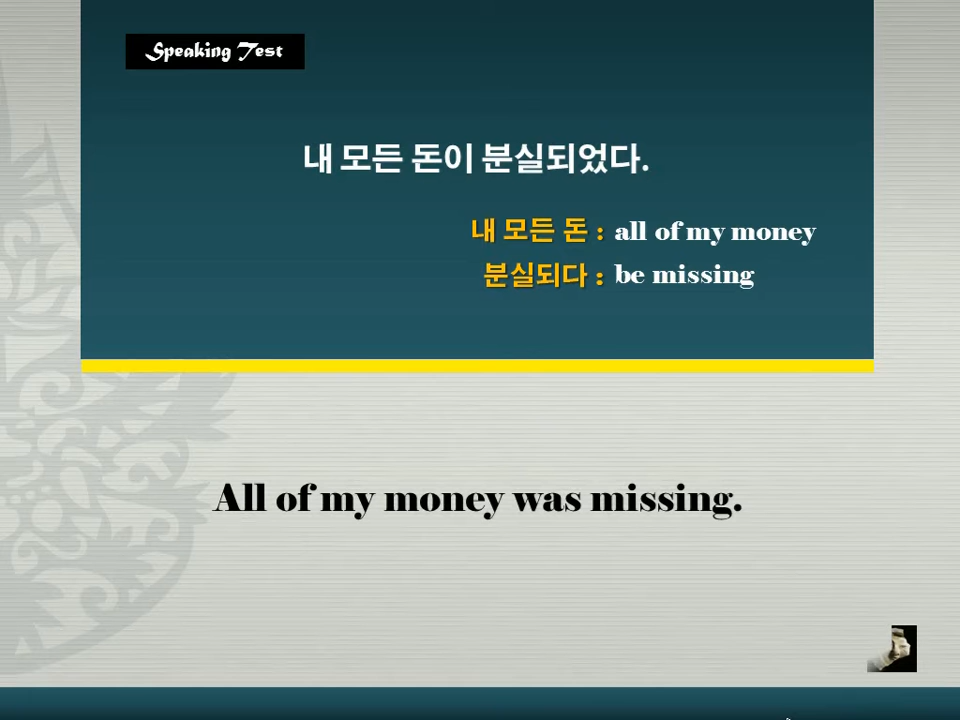 Speaking Test
내 모든 돈이 분실되었다.
내 모든 돈 : all of my money
분실되다 : be missing
All of my money was missing.